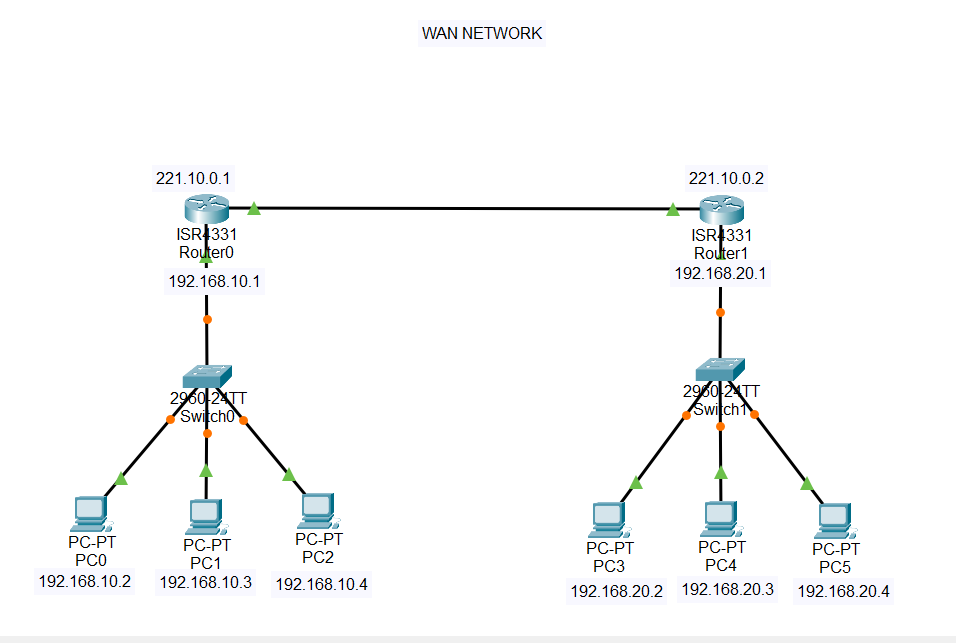 WAN NETWORK
221.10.0.1
221.10.0.2
ISR4331
Router0
192.168.10.1
ISR4331
Router1
192.168.20.1
2960-24TT
Switch0
2960-24TT
Switch1
PC-PT
PC0
192.168.10.2
PC-PT
PC1
192.168.10.3
PC-PT
PC2
192.168.10.4
PC-PT
PC3
192.168.20.2
PC-PT
PC4
192.168.20.3
PC-PT
PC5
192.168.20.4